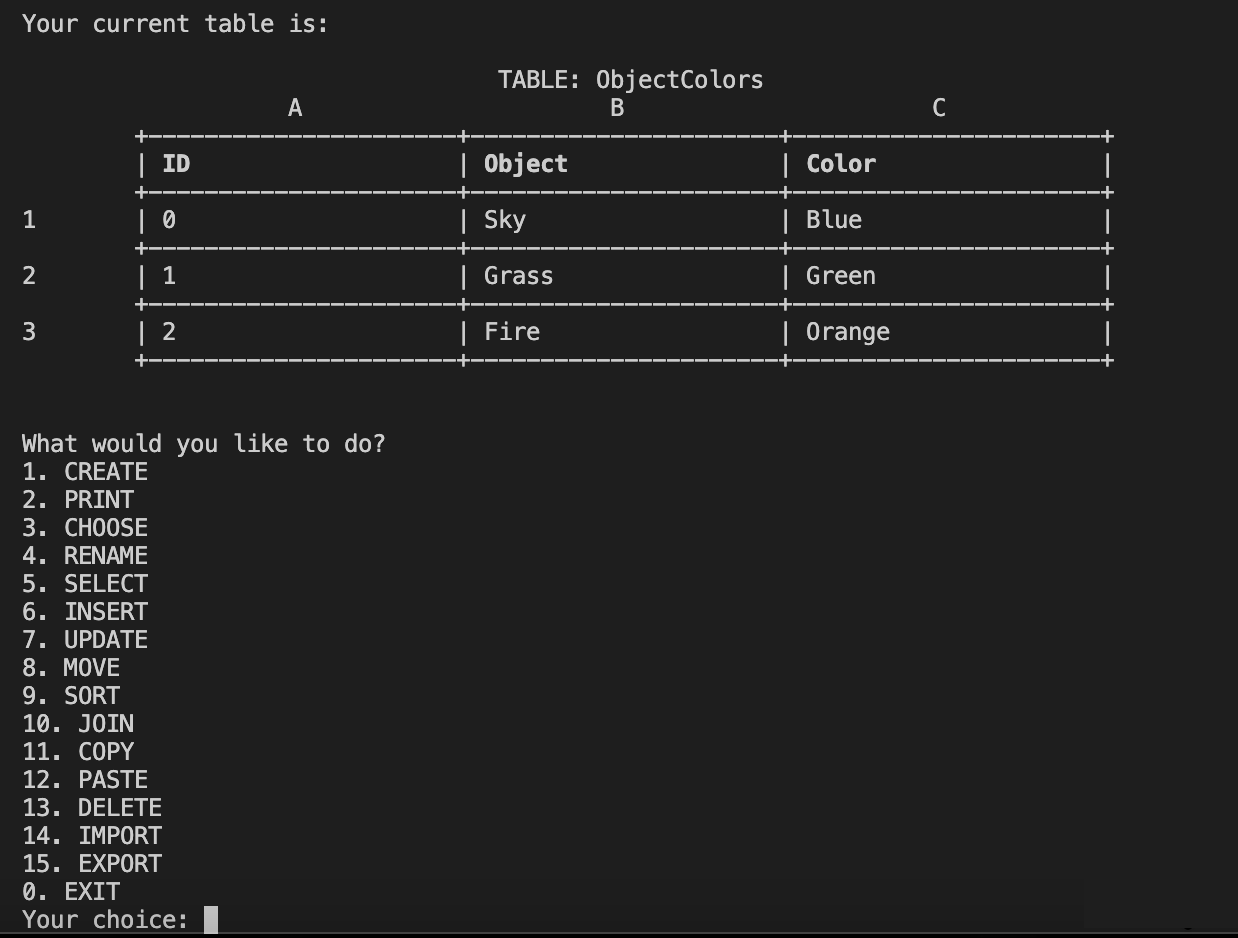 Your current table is:
TABLE: ObjectColors
A B C
| ID | Object | Color |
1 | 0 | Sky | Blue |
2 | 1 | Grass | Green |
3 | 2 | Fire | Orange |
What would you like to do?
1. CREATE
2. PRINT
3. CHOOSE
4. RENAME
5. SELECT
6. INSERT
7. UPDATE
8. MOVE
9. SORT
10. JOIN
11. COPY
12. PASTE
13. DELETE
14. IMPORT
15. EXPORT
0. EXIT
Your choice: